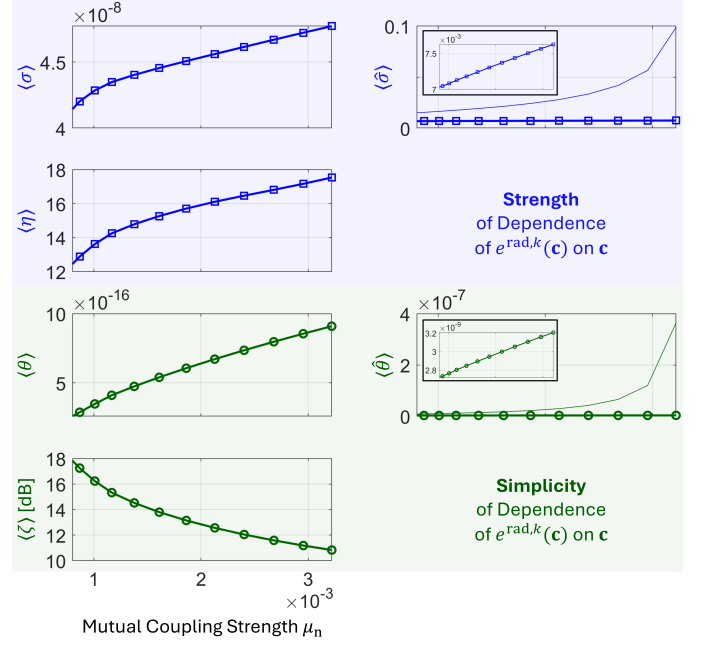 ×10⁻⁸
4.5
4
⟨σ⟩
0.1
0
⟨σ̂⟩
×10⁻³
7.5
7
18
16
14
12
⟨η⟩
Strength
of Dependence
of e^{rad,k}(c) on c
×10⁻¹⁶
10
5
⟨θ⟩
×10⁻⁷
4
2
0
⟨θ̂⟩
×10⁻⁹
3.2
3
2.8
18
16
14
12
10
⟨ζ⟩ [dB]
Simplicity
of Dependence
of e^{rad,k}(c) on c
1 2 3
×10⁻³
Mutual Coupling Strength μₙ